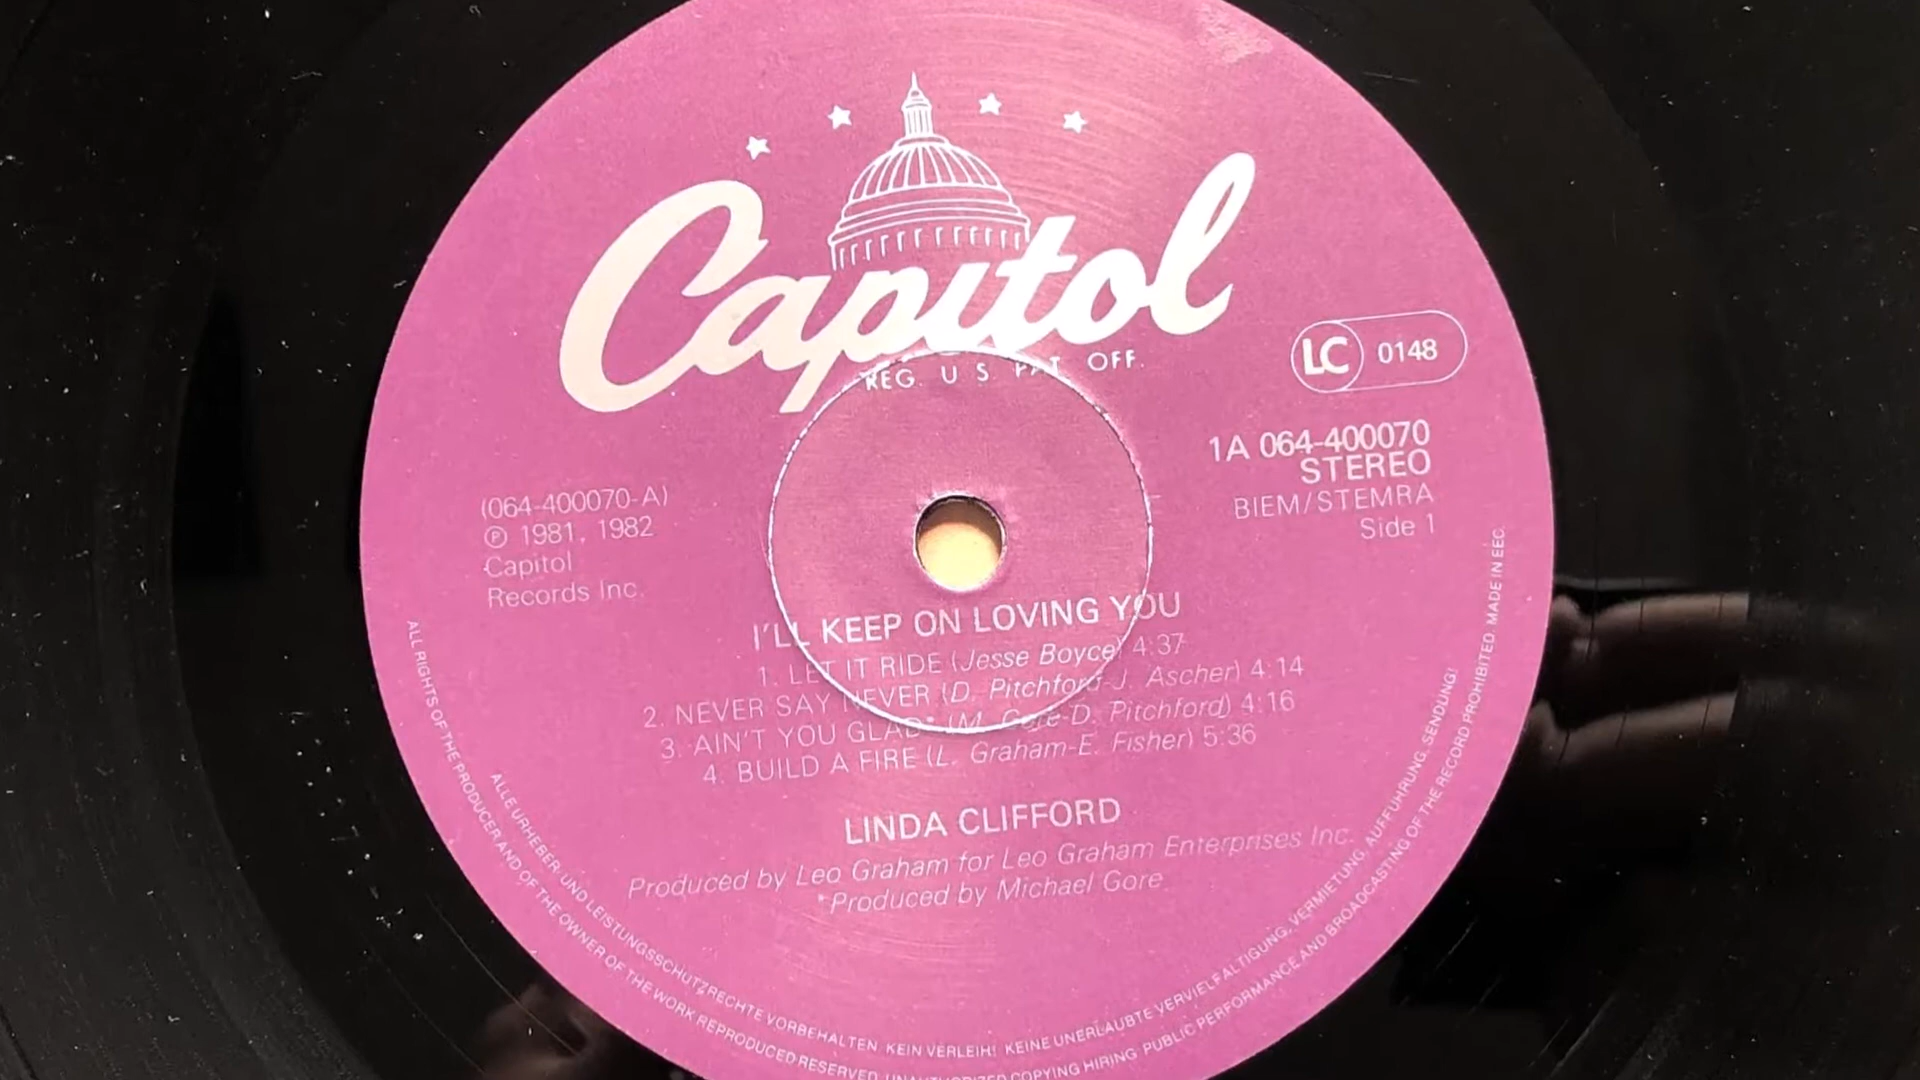 Capitol
REG. U.S. PAT. OFF.
LC 0148
1A 064-400070
STEREO
BIEM/STEMRA
Side 1
(064-400070-A)
Ⓟ 1981, 1982
Capitol
Records Inc.
I'LL KEEP ON LOVING YOU
1. LET IT RIDE (Jesse Boyce) 4:37
2. NEVER SAY NEVER (D. Pitchford-J. Ascher) 4:14
3. AIN'T YOU GLAD* (M. Gore-D. Pitchford) 4:16
4. BUILD A FIRE (L. Graham-E. Fisher) 5:36
LINDA CLIFFORD
Produced by Leo Graham for Leo Graham Enterprises Inc.
*Produced by Michael Gore
ALLE URHEBER- UND LEISTUNGSSCHUTZRECHTE VORBEHALTEN. KEIN VERLEIH! KEINE UNERLAUBTE VERVIELFÄLTIGUNG, VERMIETUNG, AUFFÜHRUNG, SENDUNG!
ALL RIGHTS OF THE PRODUCER AND OF THE OWNER OF THE WORK REPRODUCED RESERVED. UNAUTHORIZED COPYING HIRING PUBLIC PERFORMANCE AND BROADCASTING OF THE RECORD PROHIBITED. MADE IN EEC.